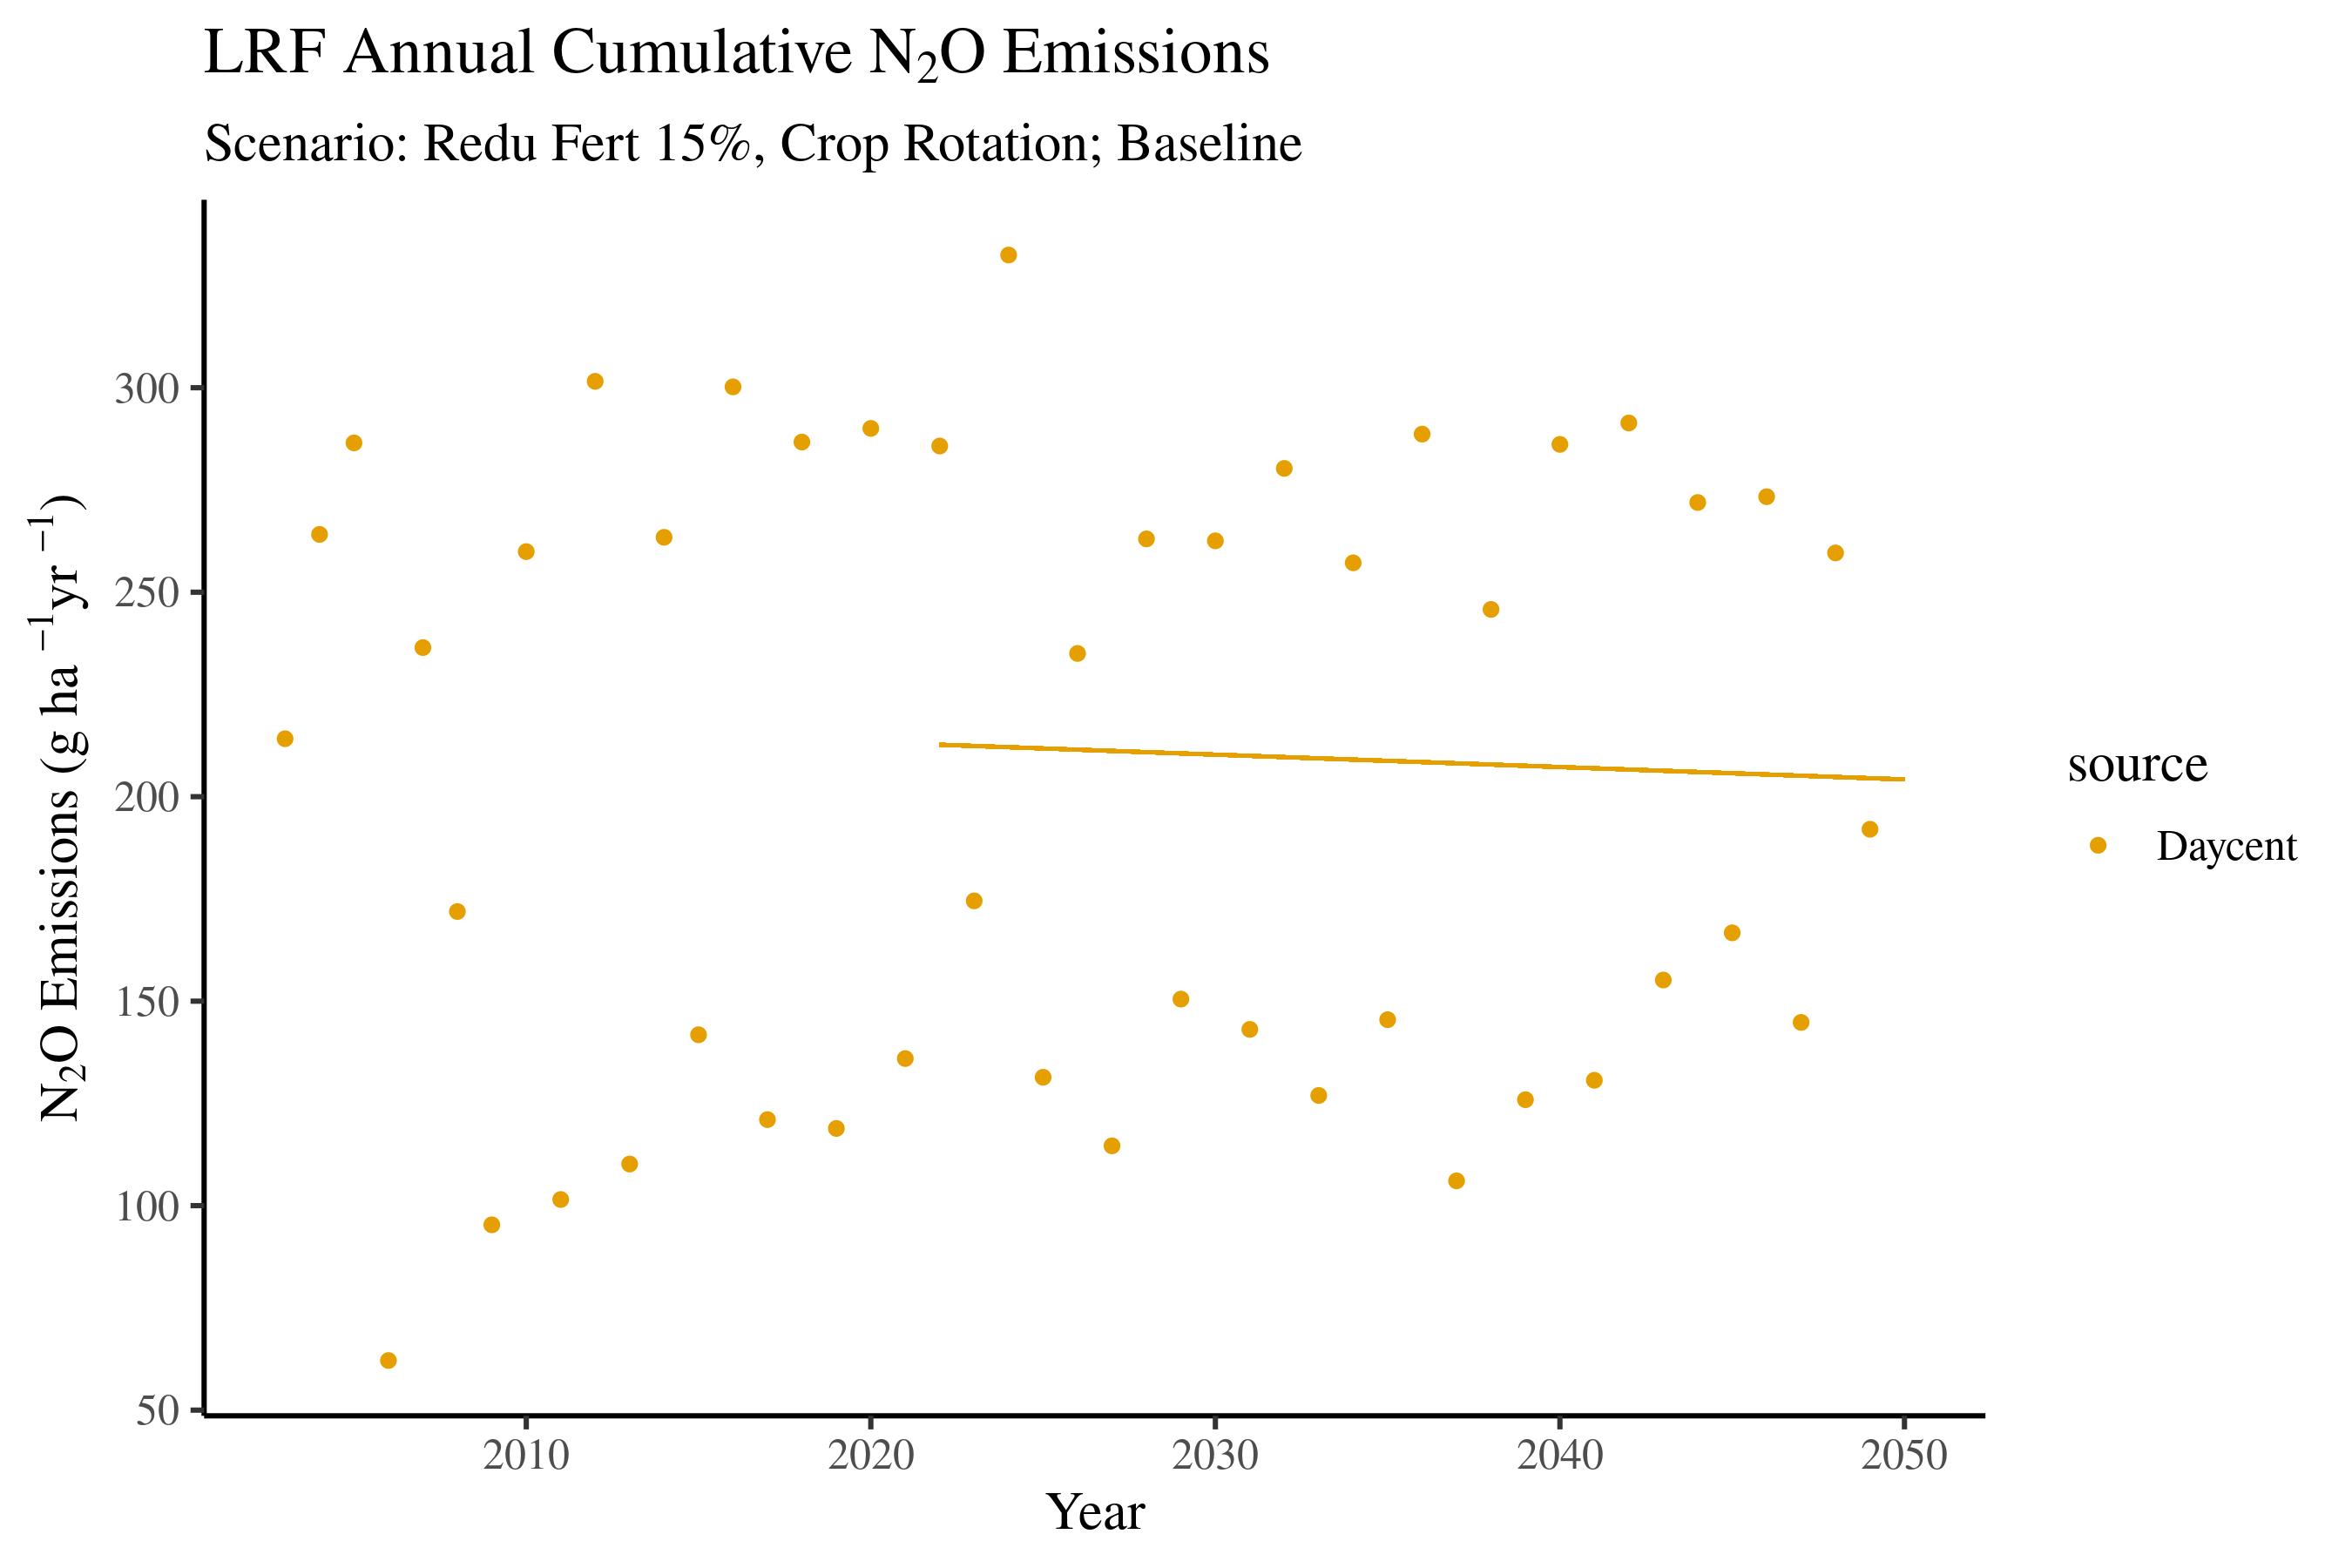 LRF Annual Cumulative N₂O Emissions
Scenario: Redu Fert 15%, Crop Rotation; Baseline
N₂O Emissions (g ha⁻¹yr⁻¹)
300
250
200
150
100
50
2010 2020 2030 2040 2050
Year
source
Daycent